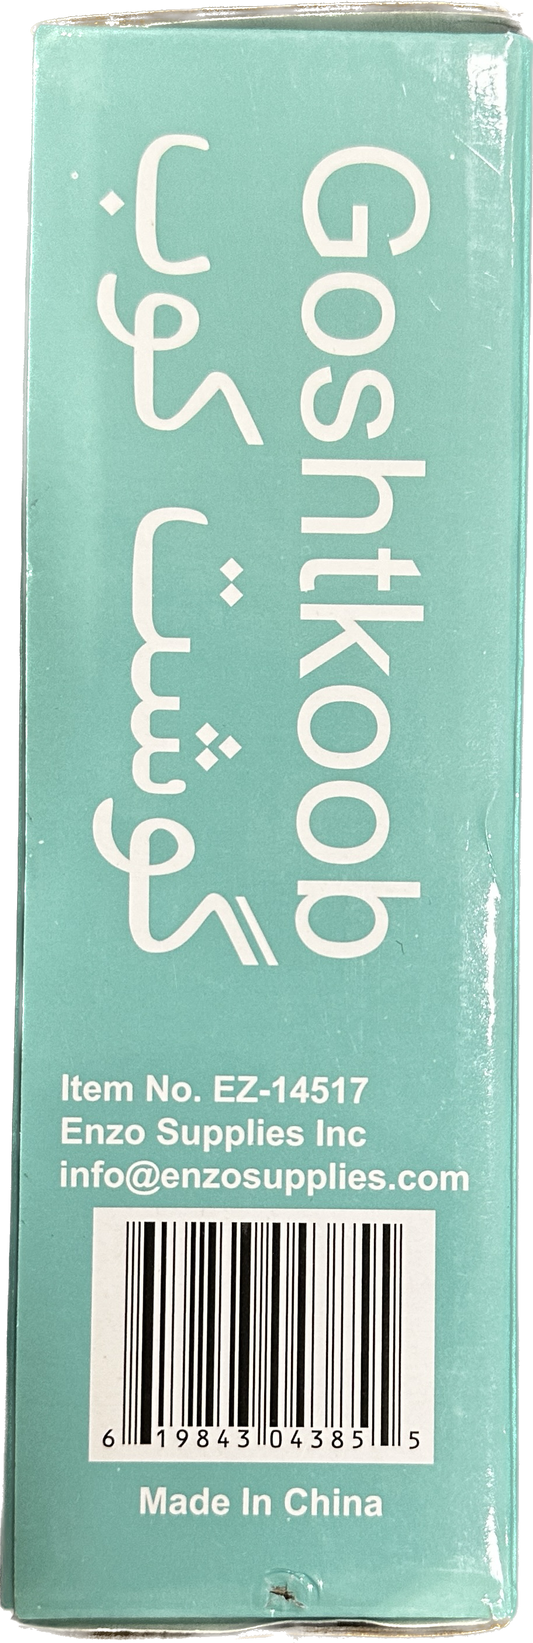 Goshtkoob
گوشت کوب
Item No. EZ-14517
Enzo Supplies Inc
info@enzosupplies.com
6 19843 04385 5
Made In China